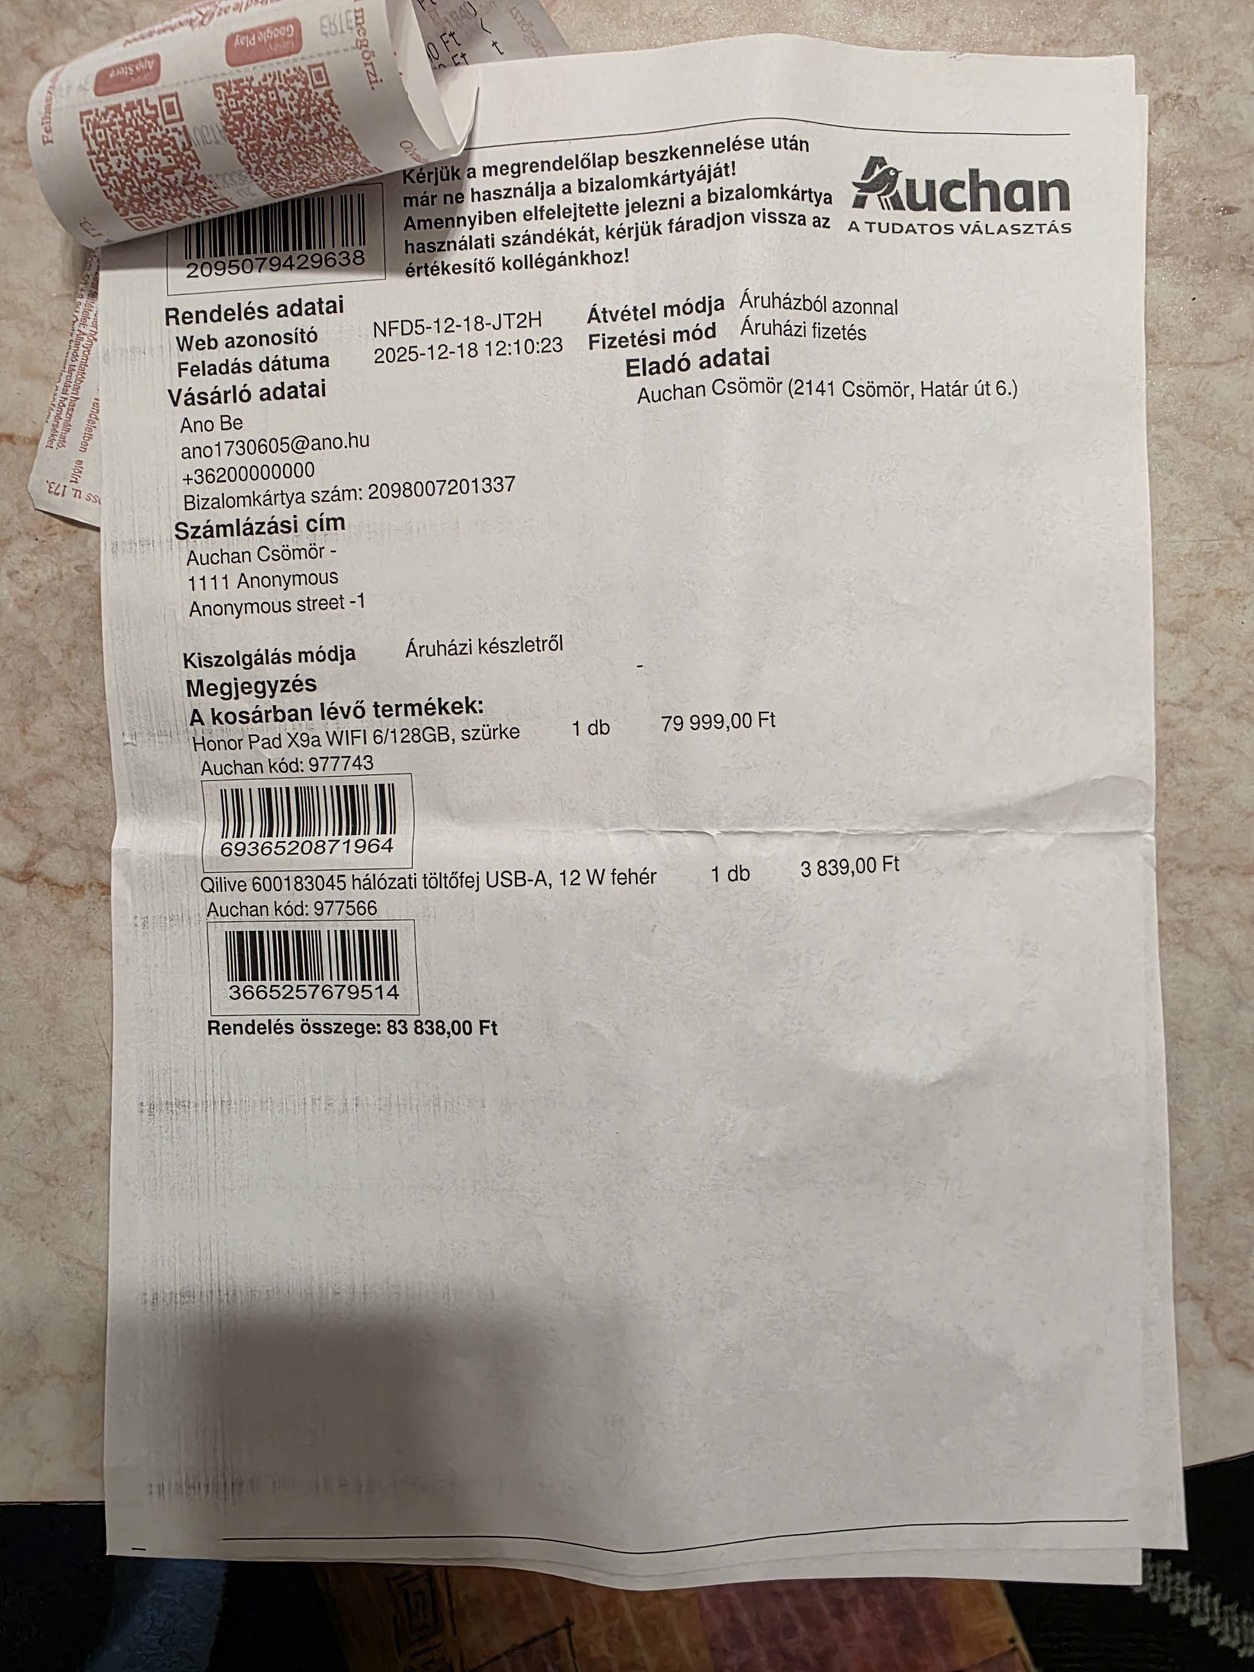 megőrzi.
Google Play
App Store
Kérjük a megrendelőlap beszkennelése után
már ne használja a bizalomkártyáját!
Amennyiben elfelejtette jelezni a bizalomkártya
használati szándékát, kérjük fáradjon vissza az
értékesítő kollégánkhoz!
Auchan
A TUDATOS VÁLASZTÁS
2095079429638
Rendelés adatai
Web azonosító NFD5-12-18-JT2H
Feladás dátuma 2025-12-18 12:10:23
Átvétel módja Áruházból azonnal
Fizetési mód Áruházi fizetés
Vásárló adatai
Ano Be
ano1730605@ano.hu
+36200000000
Bizalomkártya szám: 2098007201337
Eladó adatai
Auchan Csömör (2141 Csömör, Határ út 6.)
Számlázási cím
Auchan Csömör -
1111 Anonymous
Anonymous street -1
Kiszolgálás módja Áruházi készletről
Megjegyzés -
A kosárban lévő termékek:
Honor Pad X9a WIFI 6/128GB, szürke 1 db 79 999,00 Ft
Auchan kód: 977743
6936520871964
Qilive 600183045 hálózati töltőfej USB-A, 12 W fehér 1 db 3 839,00 Ft
Auchan kód: 977566
3665257679514
Rendelés összege: 83 838,00 Ft